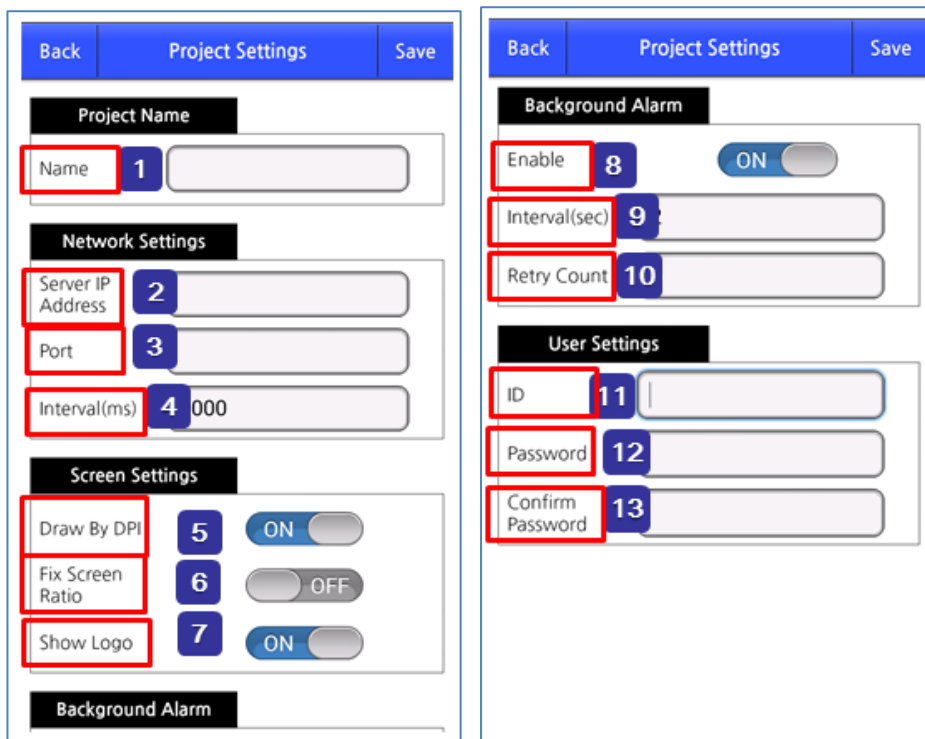 Back Project Settings Save
Project Name
Name 1
Network Settings
Server IP
Address 2
Port 3
Interval(ms) 4 000
Screen Settings
Draw By DPI 5 ON
Fix Screen
Ratio 6 OFF
Show Logo 7 ON
Background Alarm
Back Project Settings Save
Background Alarm
Enable 8 ON
Interval(sec) 9
Retry Count 10
User Settings
ID 11
Password 12
Confirm
Password 13